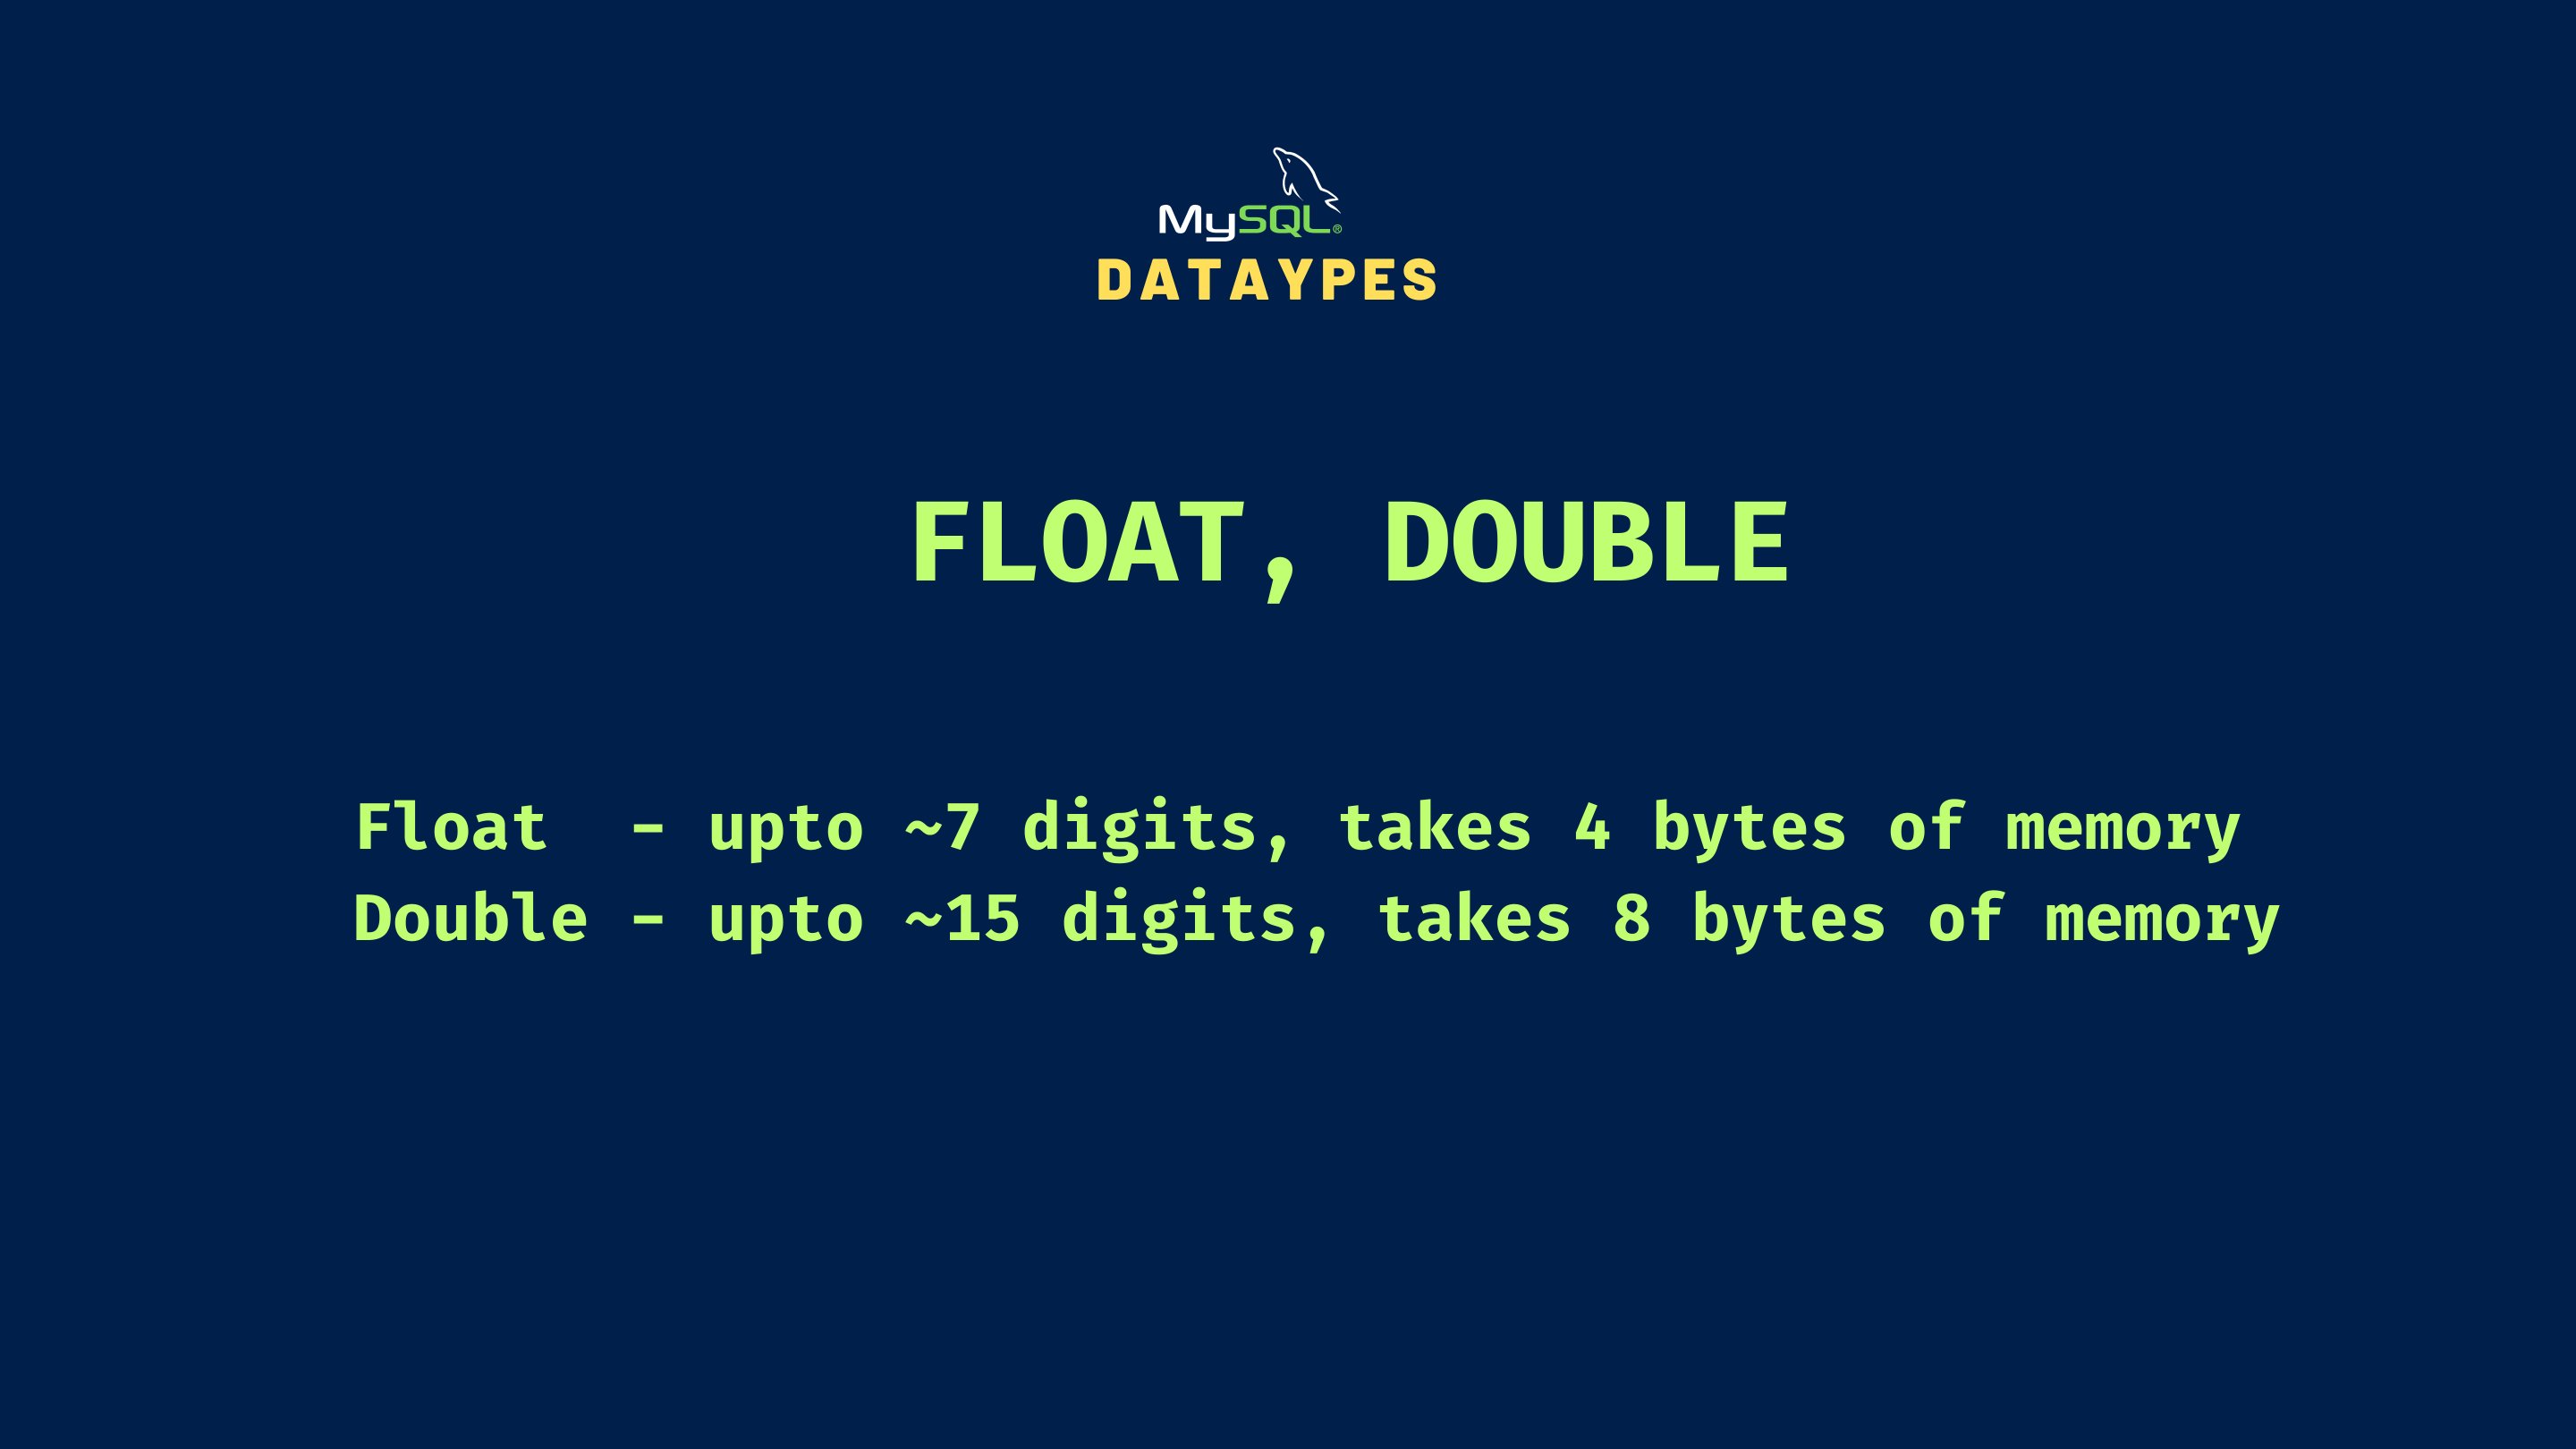 MySQL®
DATAYPES
FLOAT, DOUBLE
Float  - upto ~7 digits, takes 4 bytes of memory
Double - upto ~15 digits, takes 8 bytes of memory